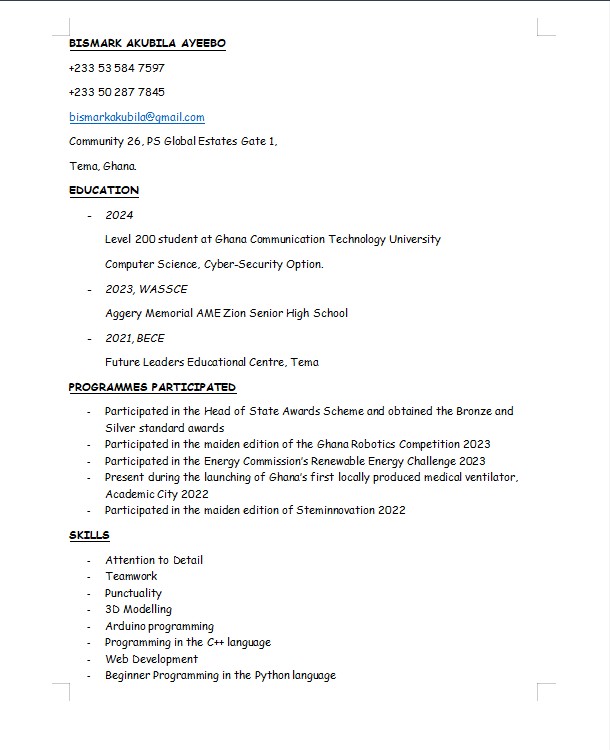 BISMARK AKUBILA AYEEBO
+233 53 584 7597
+233 50 287 7845
bismarkakubila@gmail.com
Community 26, PS Global Estates Gate 1,
Tema, Ghana.
EDUCATION
- 2024
Level 200 student at Ghana Communication Technology University
Computer Science, Cyber-Security Option.
- 2023, WASSCE
Aggery Memorial AME Zion Senior High School
- 2021, BECE
Future Leaders Educational Centre, Tema
PROGRAMMES PARTICIPATED
- Participated in the Head of State Awards Scheme and obtained the Bronze and
Silver standard awards
- Participated in the maiden edition of the Ghana Robotics Competition 2023
- Participated in the Energy Commission's Renewable Energy Challenge 2023
- Present during the launching of Ghana's first locally produced medical ventilator,
Academic City 2022
- Participated in the maiden edition of Steminnovation 2022
SKILLS
- Attention to Detail
- Teamwork
- Punctuality
- 3D Modelling
- Arduino programming
- Programming in the C++ language
- Web Development
- Beginner Programming in the Python language